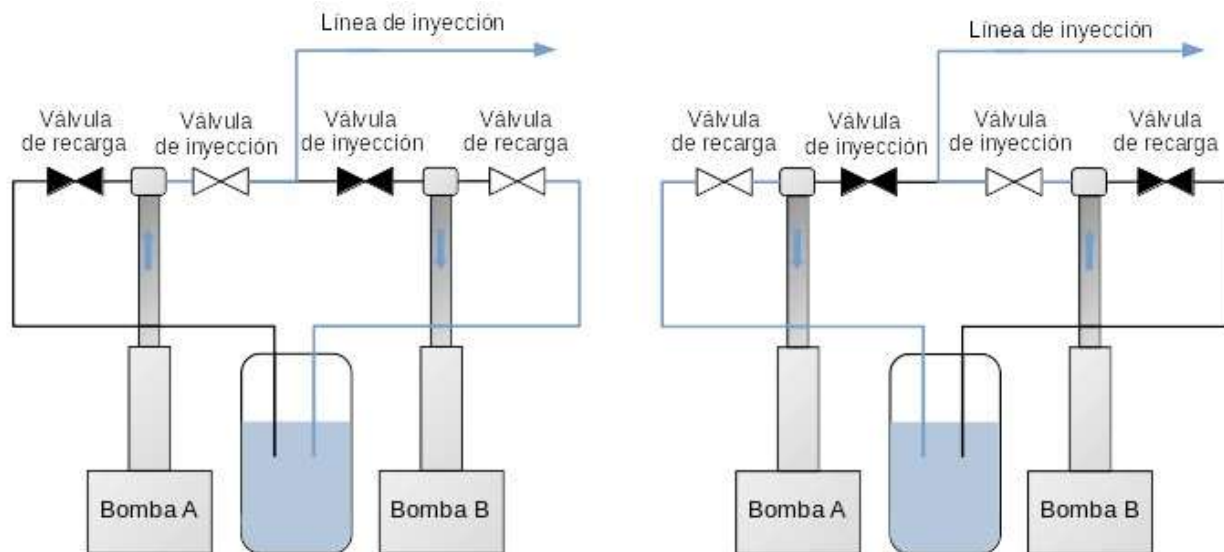 Línea de inyección
Válvula
de recarga
Válvula
de inyección
Válvula
de inyección
Válvula
de recarga
Bomba A
Bomba B
Línea de inyección
Válvula
de recarga
Válvula
de inyección
Válvula
de inyección
Válvula
de recarga
Bomba A
Bomba B